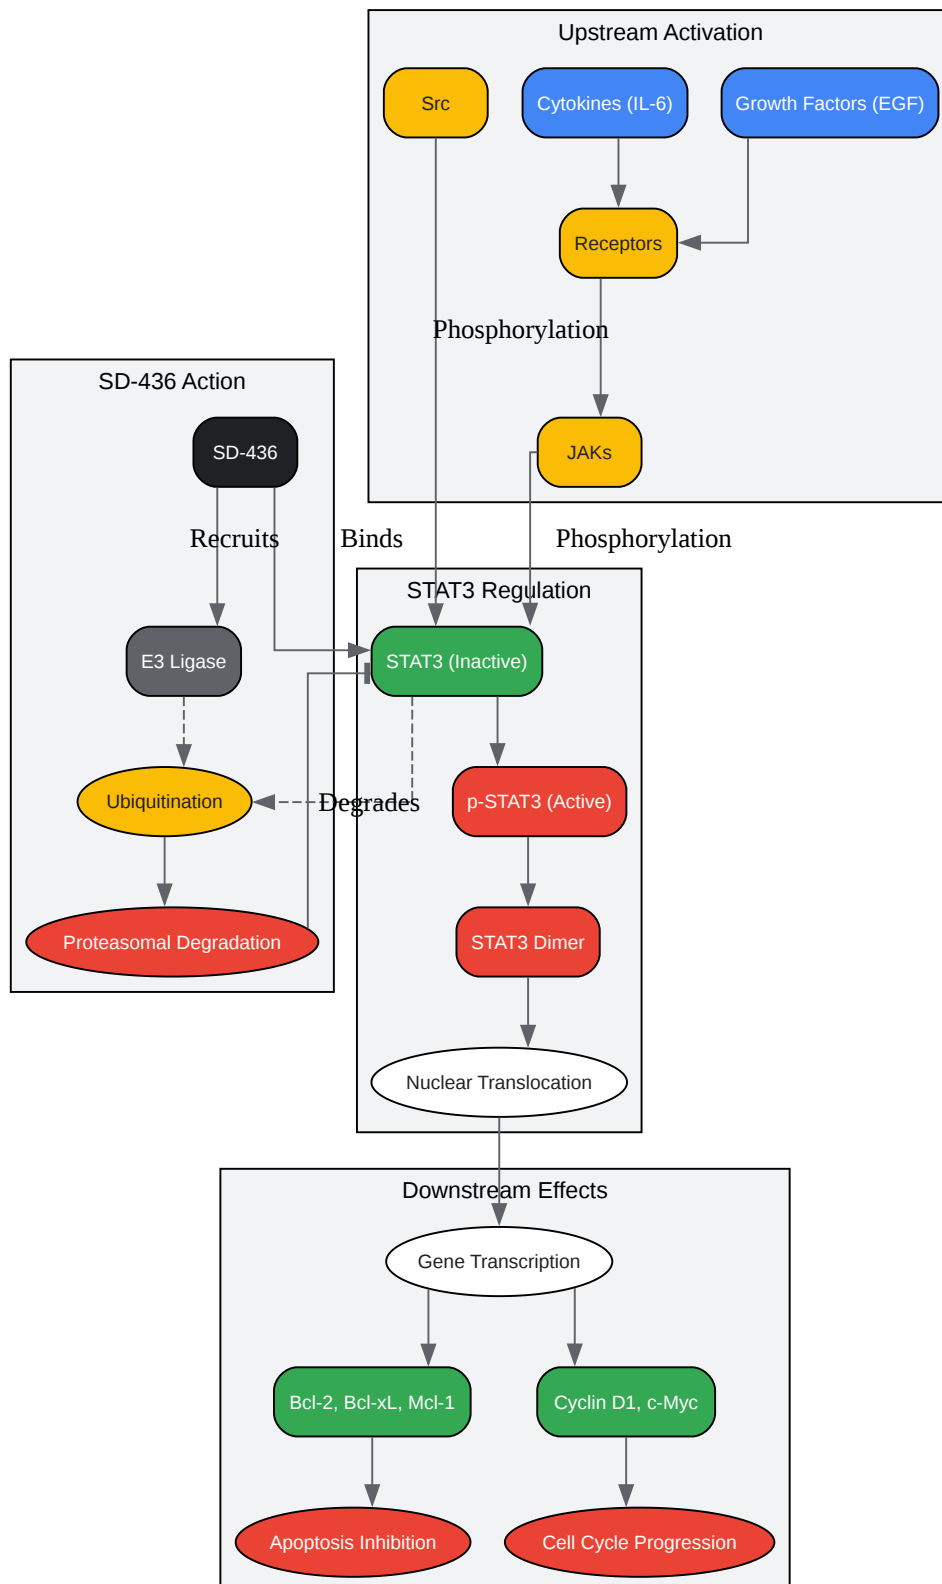 Upstream Activation
Src
Cytokines (IL-6)
Growth Factors (EGF)
Receptors
Phosphorylation
SD-436 Action
SD-436
JAKs
Recruits
Binds
Phosphorylation
STAT3 Regulation
E3 Ligase
STAT3 (Inactive)
Ubiquitination
Degrades
p-STAT3 (Active)
Proteasomal Degradation
STAT3 Dimer
Nuclear Translocation
Downstream Effects
Gene Transcription
Bcl-2, Bcl-xL, Mcl-1
Cyclin D1, c-Myc
Apoptosis Inhibition
Cell Cycle Progression